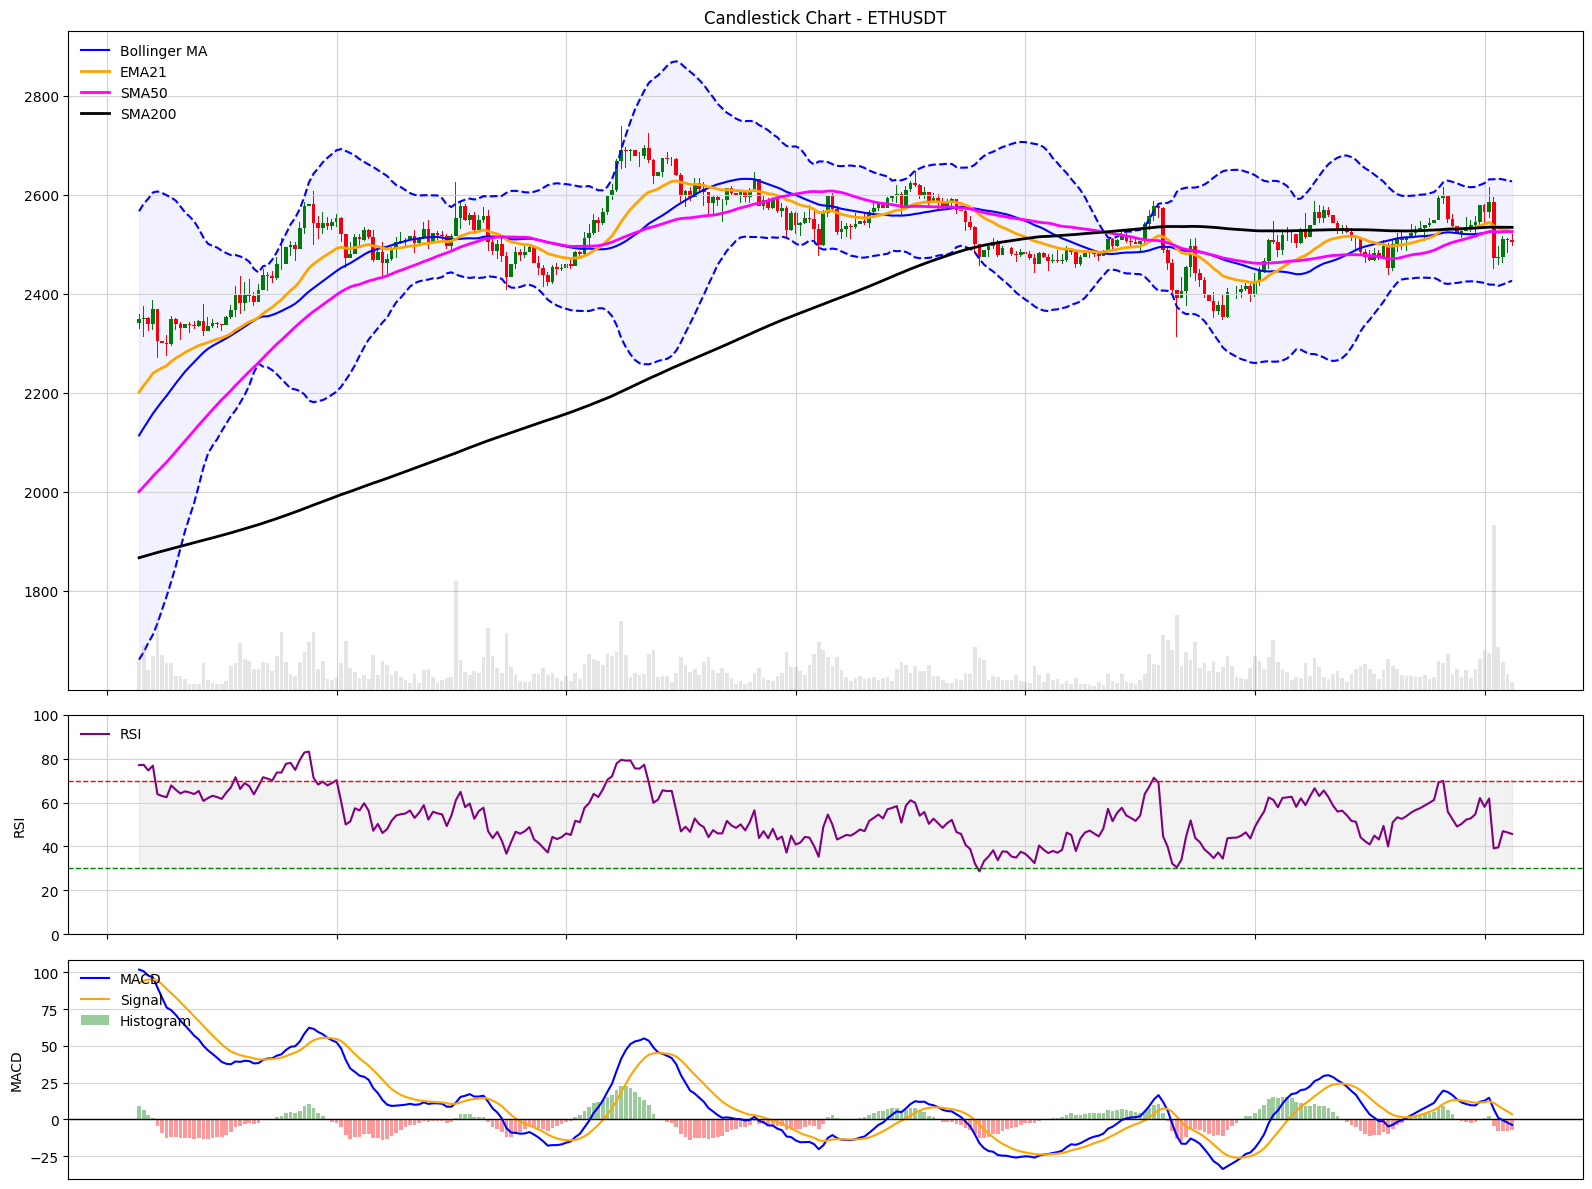 Candlestick Chart - ETHUSDT
Bollinger MA
EMA21
SMA50
SMA200
2800
2600
2400
2200
2000
1800
RSI
100
80
60
40
20
0
RSI
MACD
Signal
Histogram
100
75
50
25
0
−25
MACD